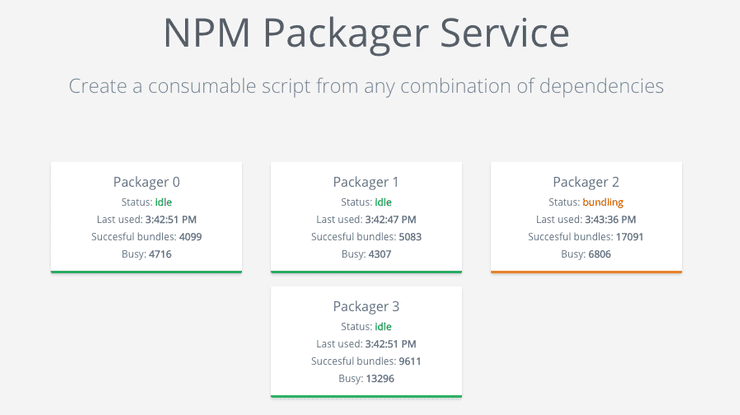 NPM Packager Service
Create a consumable script from any combination of dependencies
Packager 0
Status: idle
Last used: 3:42:51 PM
Succesful bundles: 4099
Busy: 4716
Packager 1
Status: idle
Last used: 3:42:47 PM
Succesful bundles: 5083
Busy: 4307
Packager 2
Status: bundling
Last used: 3:43:36 PM
Succesful bundles: 17091
Busy: 6806
Packager 3
Status: idle
Last used: 3:42:51 PM
Succesful bundles: 9611
Busy: 13296